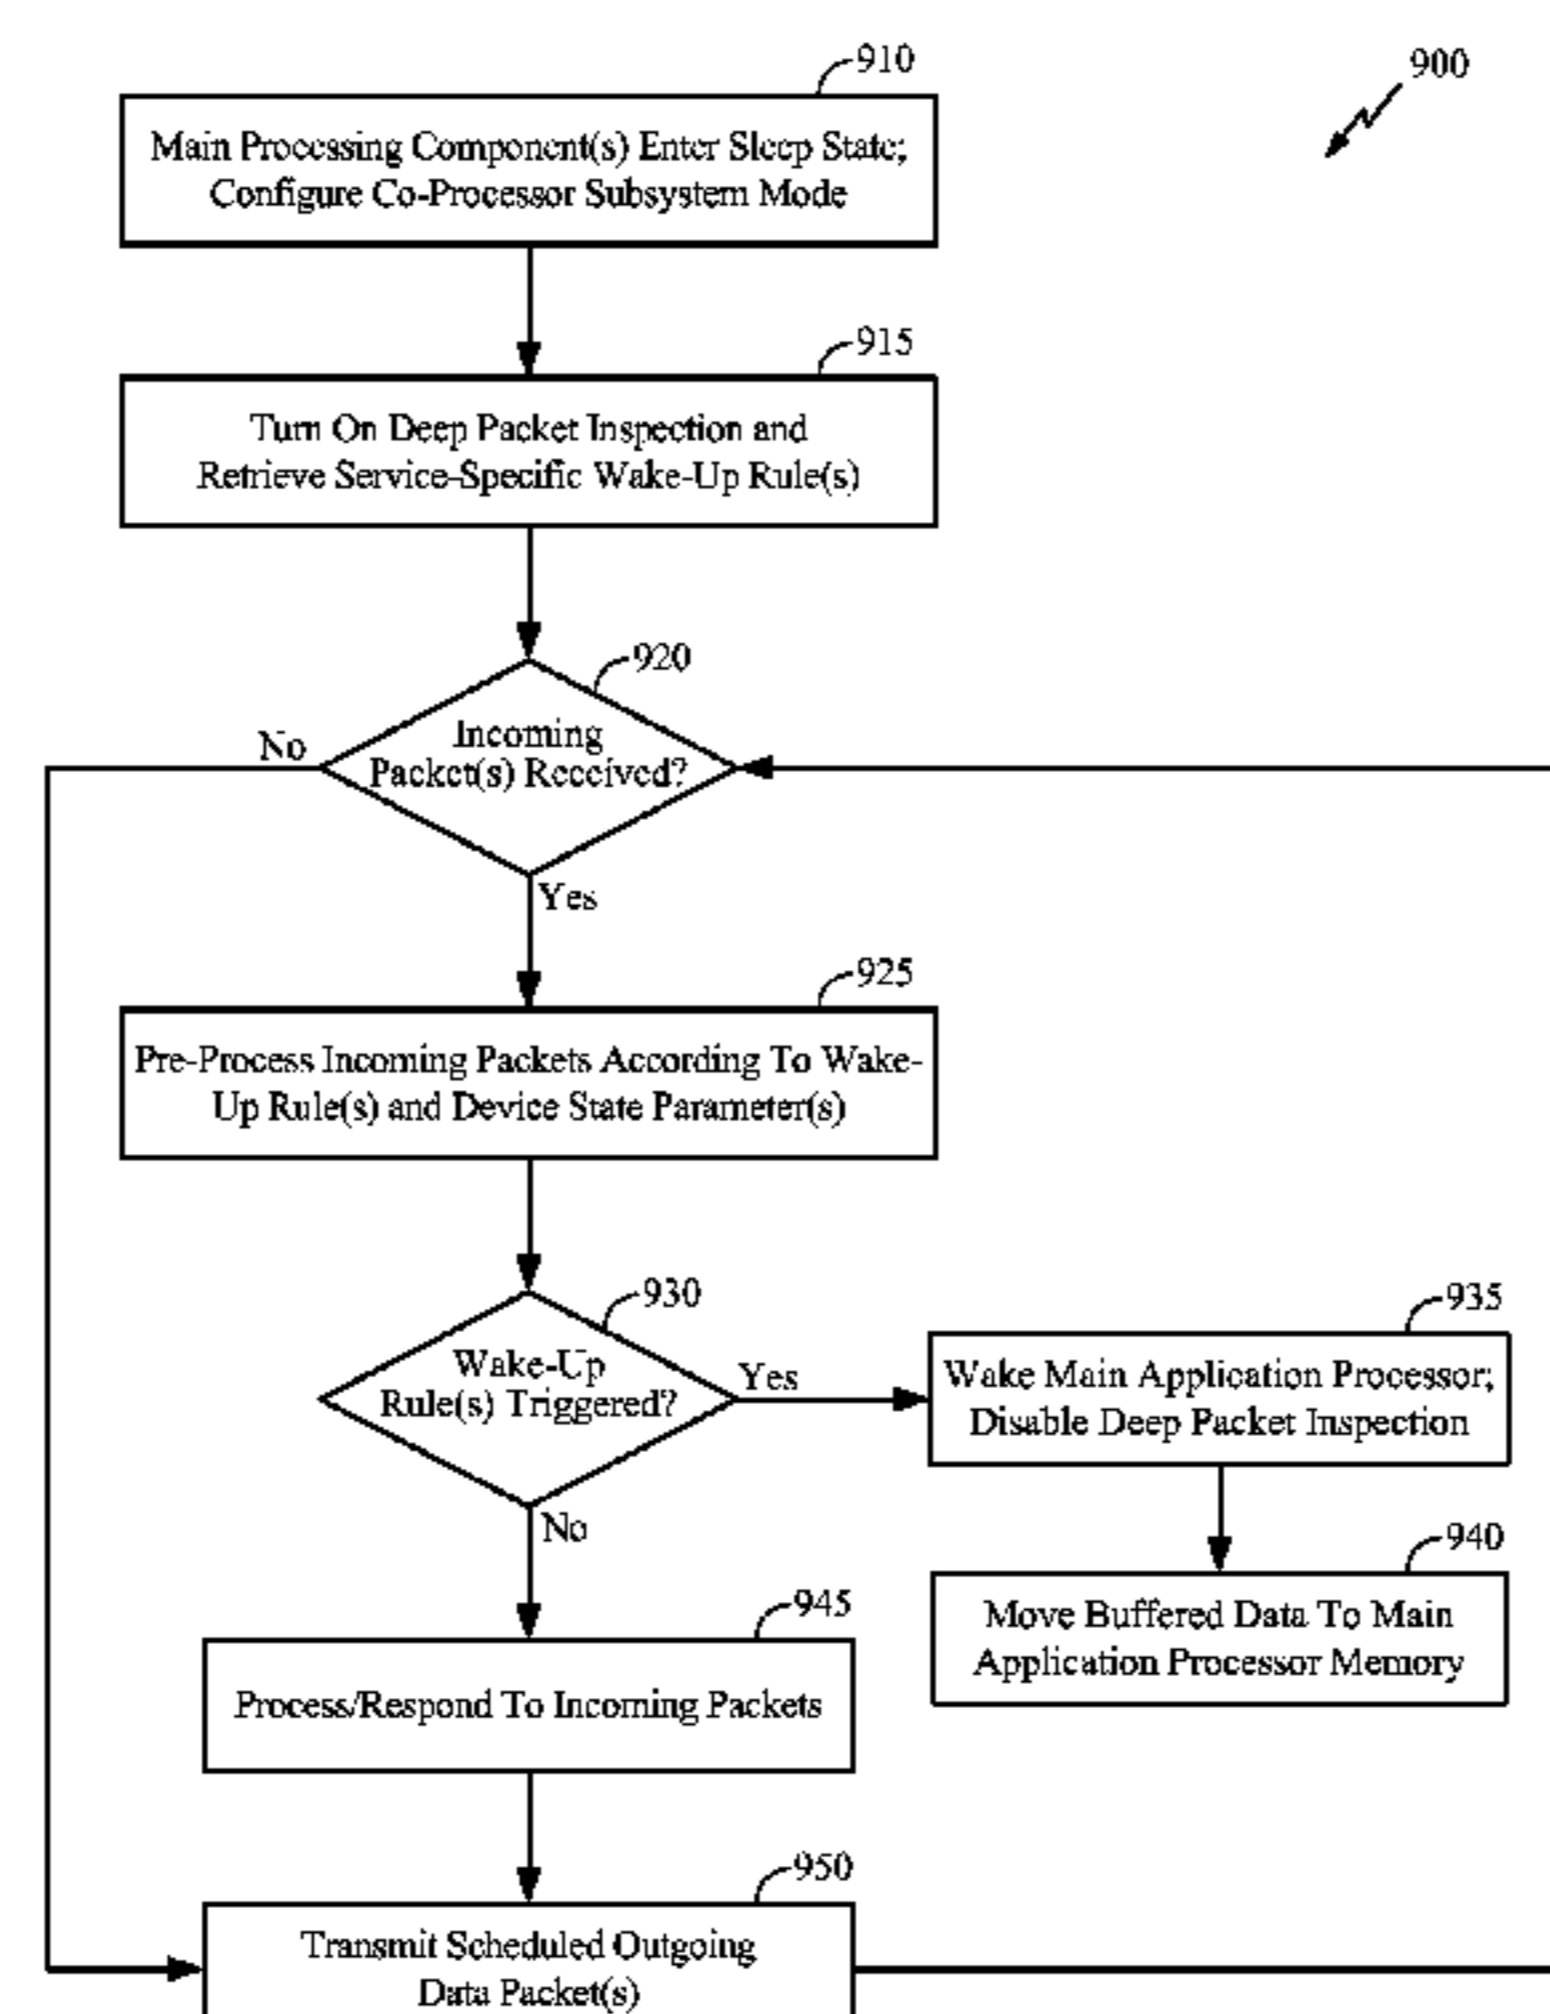 910
900
Main Processing Component(s) Enter Sleep State;
Configure Co-Processor Subsystem Mode
915
Turn On Deep Packet Inspection and
Retrieve Service-Specific Wake-Up Rule(s)
920
No
Incoming
Packet(s) Received?
Yes
925
Pre-Process Incoming Packets According To Wake-
Up Rule(s) and Device State Parameter(s)
930
Wake-Up
Rule(s) Triggered?
Yes
935
Wake Main Application Processor;
Disable Deep Packet Inspection
No
940
Move Buffered Data To Main
Application Processor Memory
945
Process/Respond To Incoming Packets
950
Transmit Scheduled Outgoing
Data Packet(s)